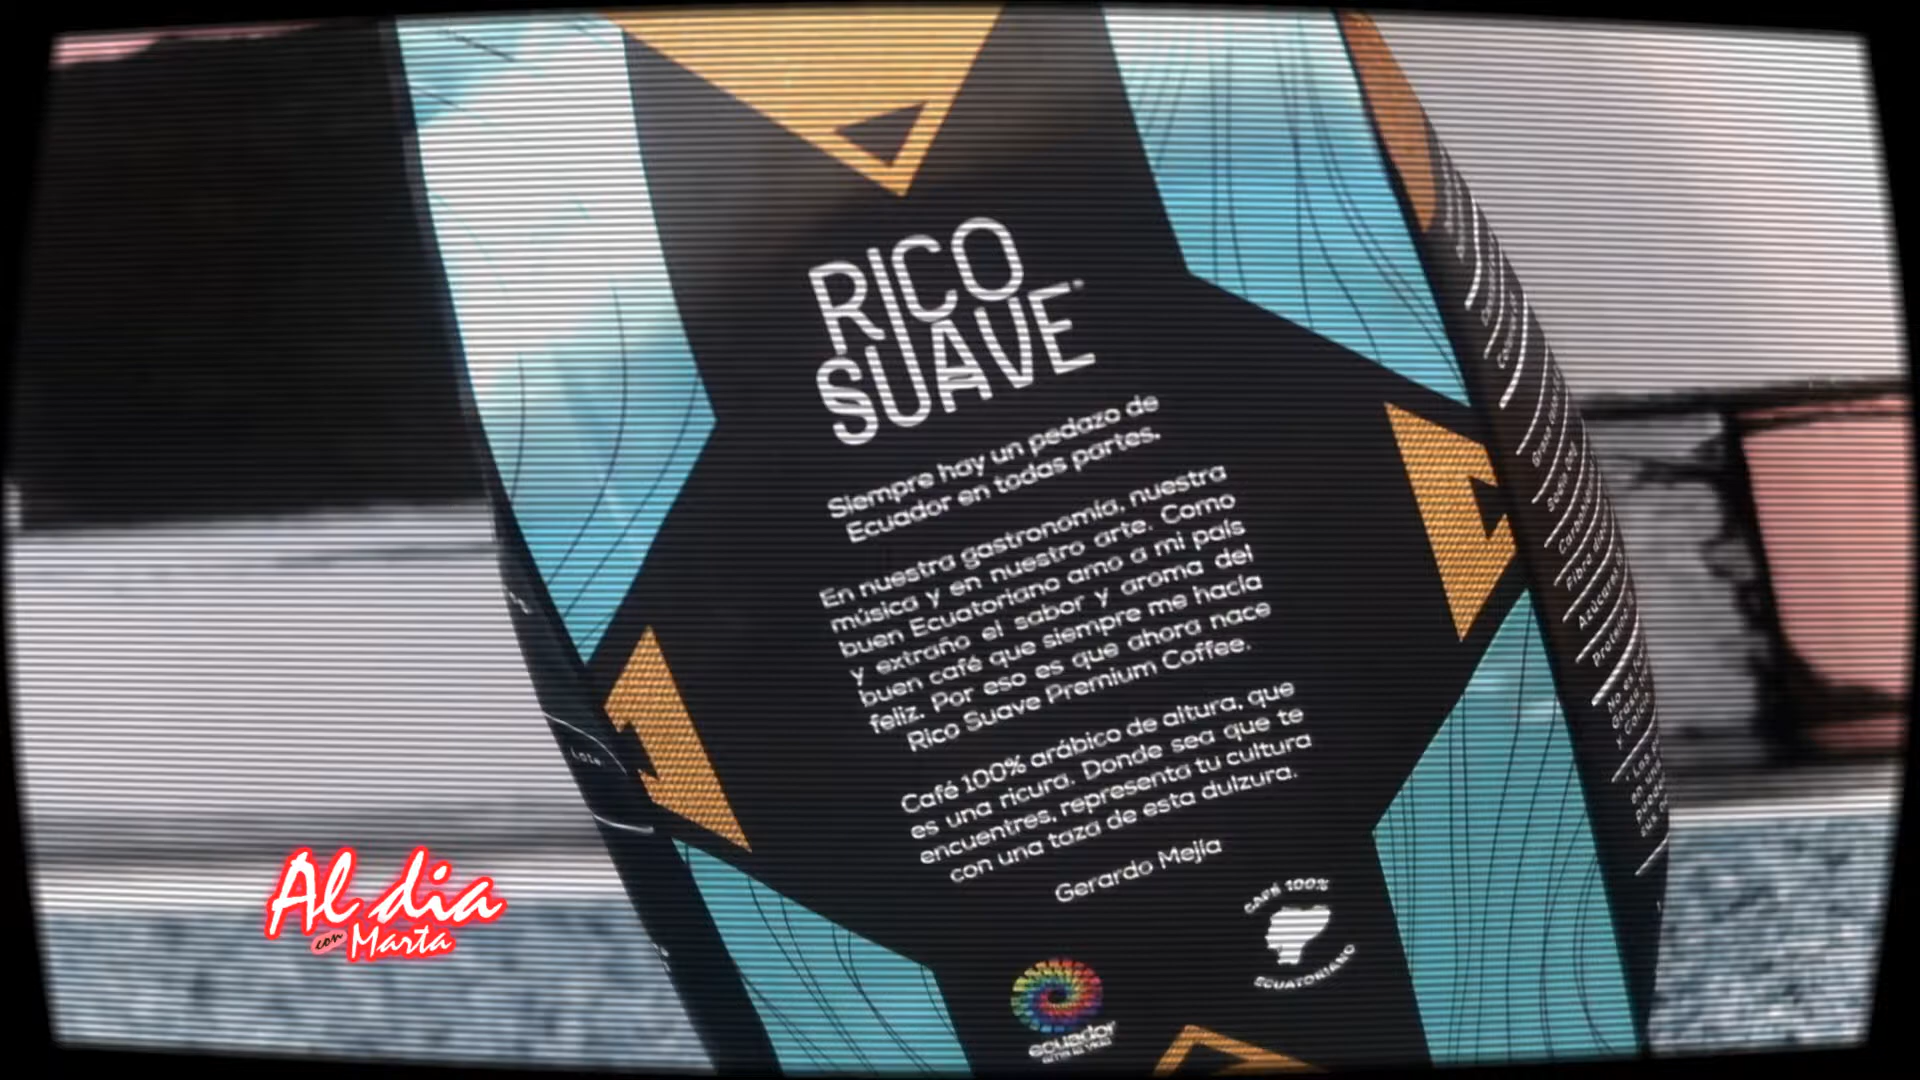 RICO
SUAVE
Siempre hay un pedazo de
Ecuador en todas partes.
En nuestra gastronomía, nuestra
música y en nuestro arte. Como
buen Ecuatoriano amo a mi país
y extraño el sabor y aroma del
buen café que siempre me hacía
feliz. Por eso es que ahora nace
Rico Suave Premium Coffee.
Café 100% arábico de altura, que
es una ricura. Donde sea que te
encuentres, representa tu cultura
con una taza de esta dulzura.
Gerardo Mejía
CAFÉ 100%
ECUATORIANO
ecuador
ama la vida
Al dia
con Marta